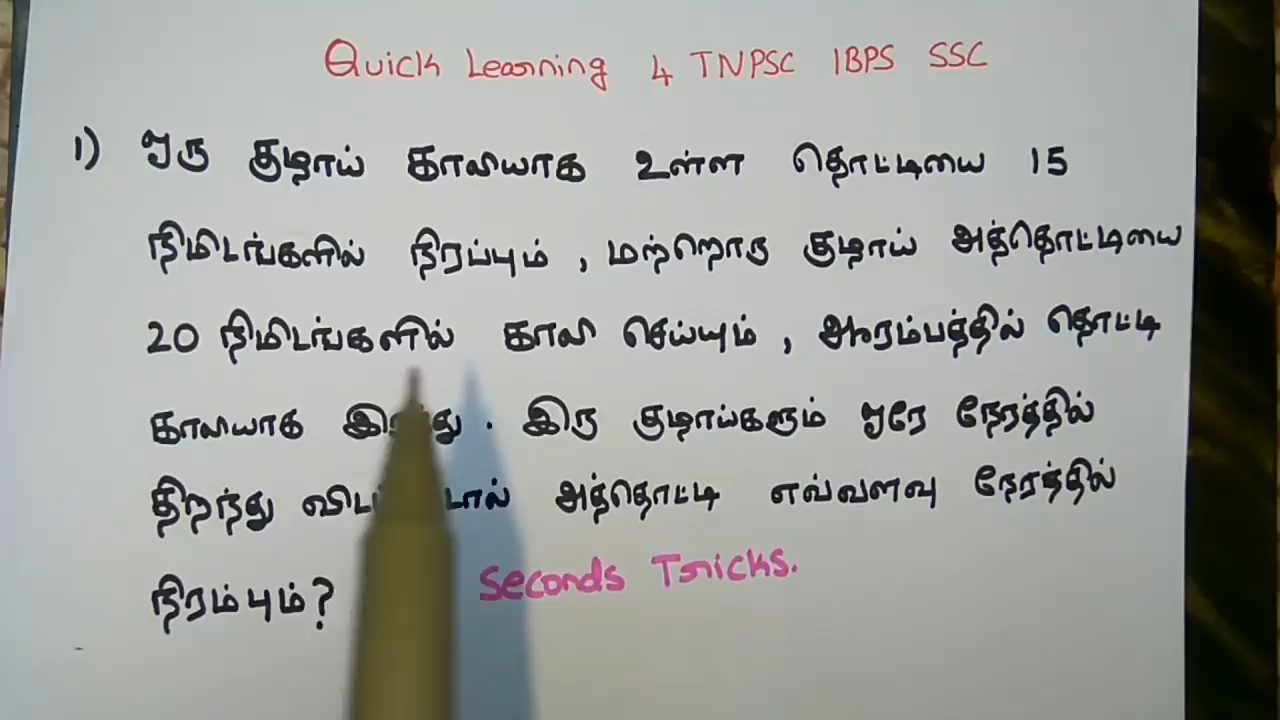 Quick Learning 4 TNPSC IBPS SSC
1) ஒரு குழாய் காலியாக உள்ள தொட்டியை 15
நிமிடங்களில் நிரப்பும் , மற்றொரு குழாய் அத்தொட்டியை
20 நிமிடங்களில் காலி செய்யும் , ஆரம்பத்தில் தொட்டி
காலியாக . இரு குழாய்களும் ஒரே நேரத்தில்
திறந்து அத்தொட்டி எவ்வளவு நேரத்தில்
நிரம்பும்? Seconds Tricks.